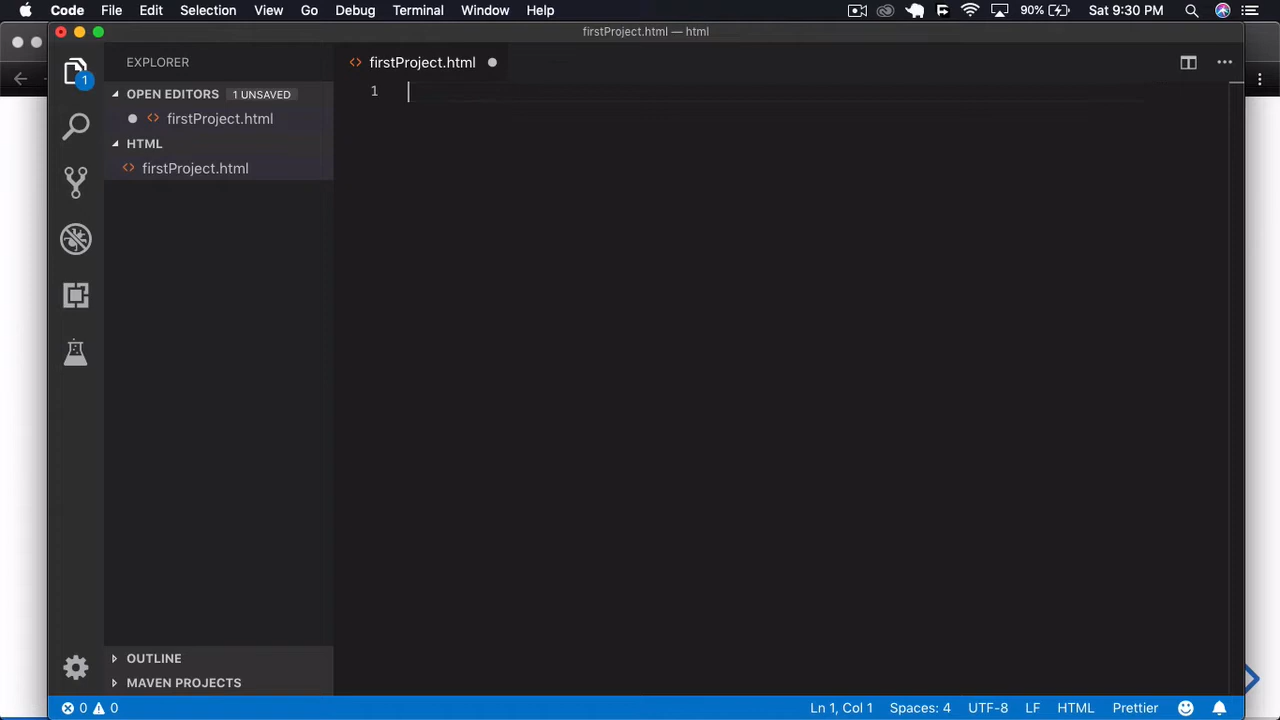 Code File Edit Selection View Go Debug Terminal Window Help 90% Sat 9:30 PM
firstProject.html — html
EXPLORER
firstProject.html
OPEN EDITORS 1 UNSAVED
1
1
firstProject.html
HTML
firstProject.html
OUTLINE
MAVEN PROJECTS
0 0 Ln 1, Col 1 Spaces: 4 UTF-8 LF HTML Prettier